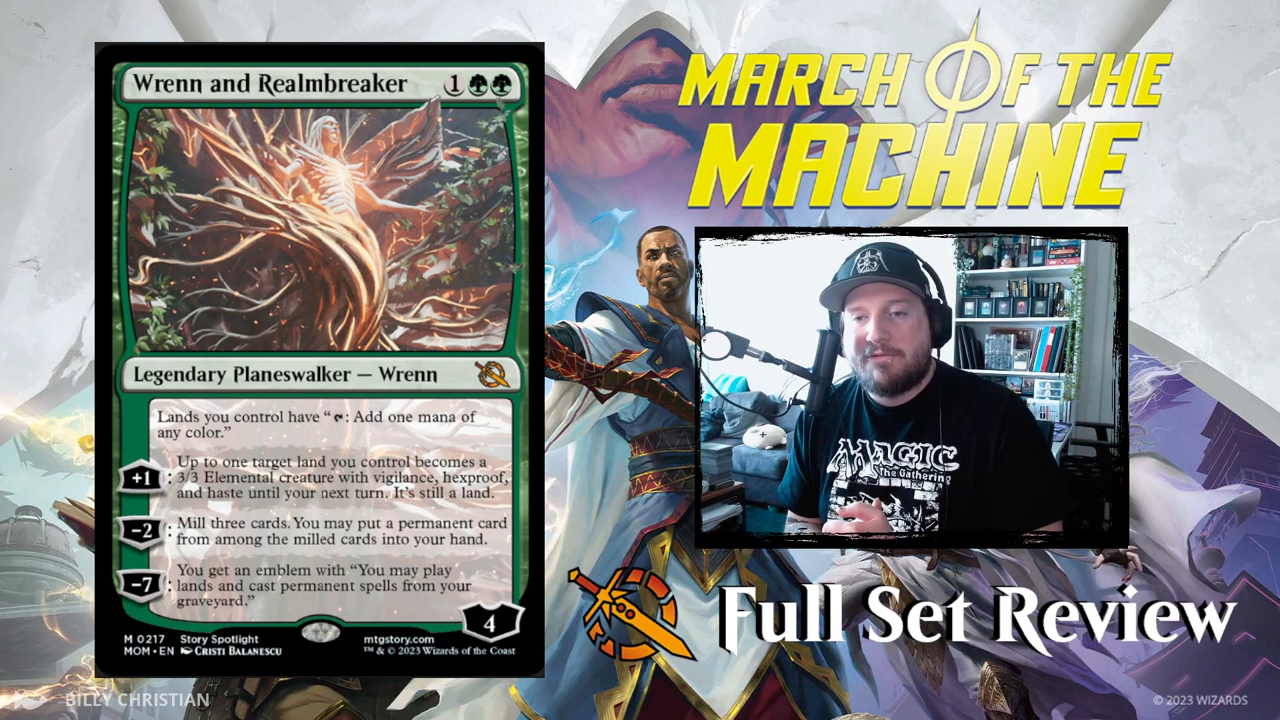 Wrenn and Realmbreaker
1
Legendary Planeswalker — Wrenn
Lands you control have “T: Add one mana of
any color.”
+1: Up to one target land you control becomes a
3/3 Elemental creature with vigilance, hexproof,
and haste until your next turn. It's still a land.
−2: Mill three cards. You may put a permanent card
from among the milled cards into your hand.
−7: You get an emblem with “You may play
lands and cast permanent spells from your
graveyard.”
4
M 0217 Story Spotlight mtgstory.com
MOM • EN CRISTI BALANESCU ™ & © 2023 Wizards of the Coast
MARCH OF THE
MACHINE
MAGIC
The Gathering
Full Set Review
BILLY CHRISTIAN
© 2023 WIZARDS